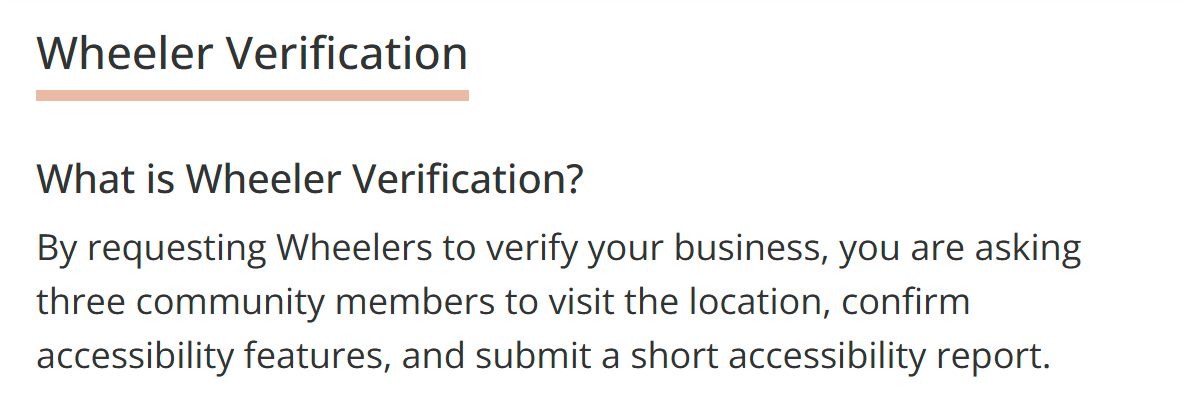 Wheeler Verification
What is Wheeler Verification?
By requesting Wheelers to verify your business, you are asking
three community members to visit the location, confirm
accessibility features, and submit a short accessibility report.